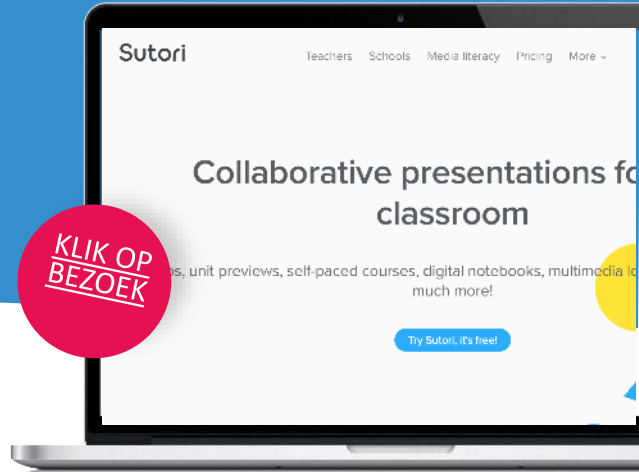 Sutori
Teachers Schools Media literacy Pricing More
Collaborative presentations
classroom
KLIK OP
BEZOEK
unit previews, self-paced courses, digital notebooks, multimedia
much more!
Try Sutori, it's free!